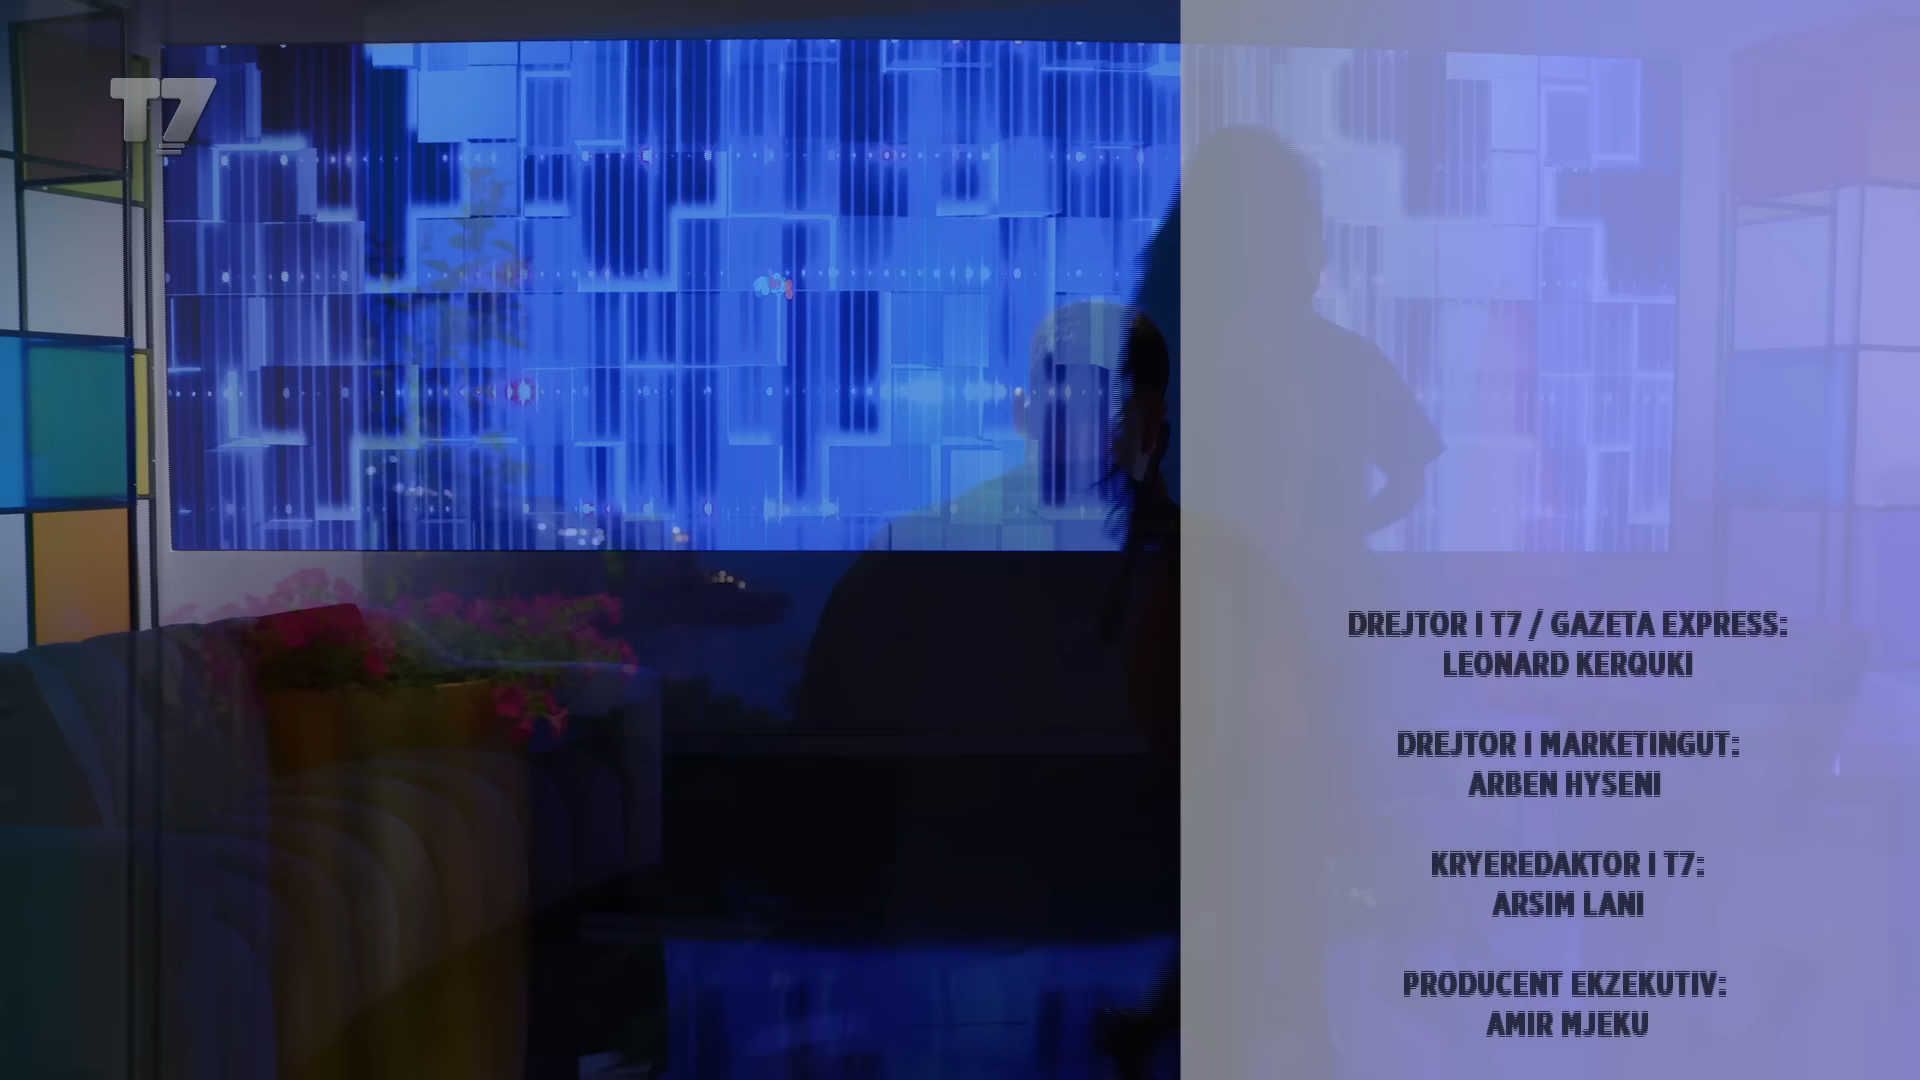 T7
DREJTOR I T7 / GAZETA EXPRESS:
LEONARD KERQUKI
DREJTOR I MARKETINGUT:
ARBEN HYSENI
KRYEREDAKTOR I T7:
ARSIM LANI
PRODUCENT EKZEKUTIV:
AMIR MJEKU